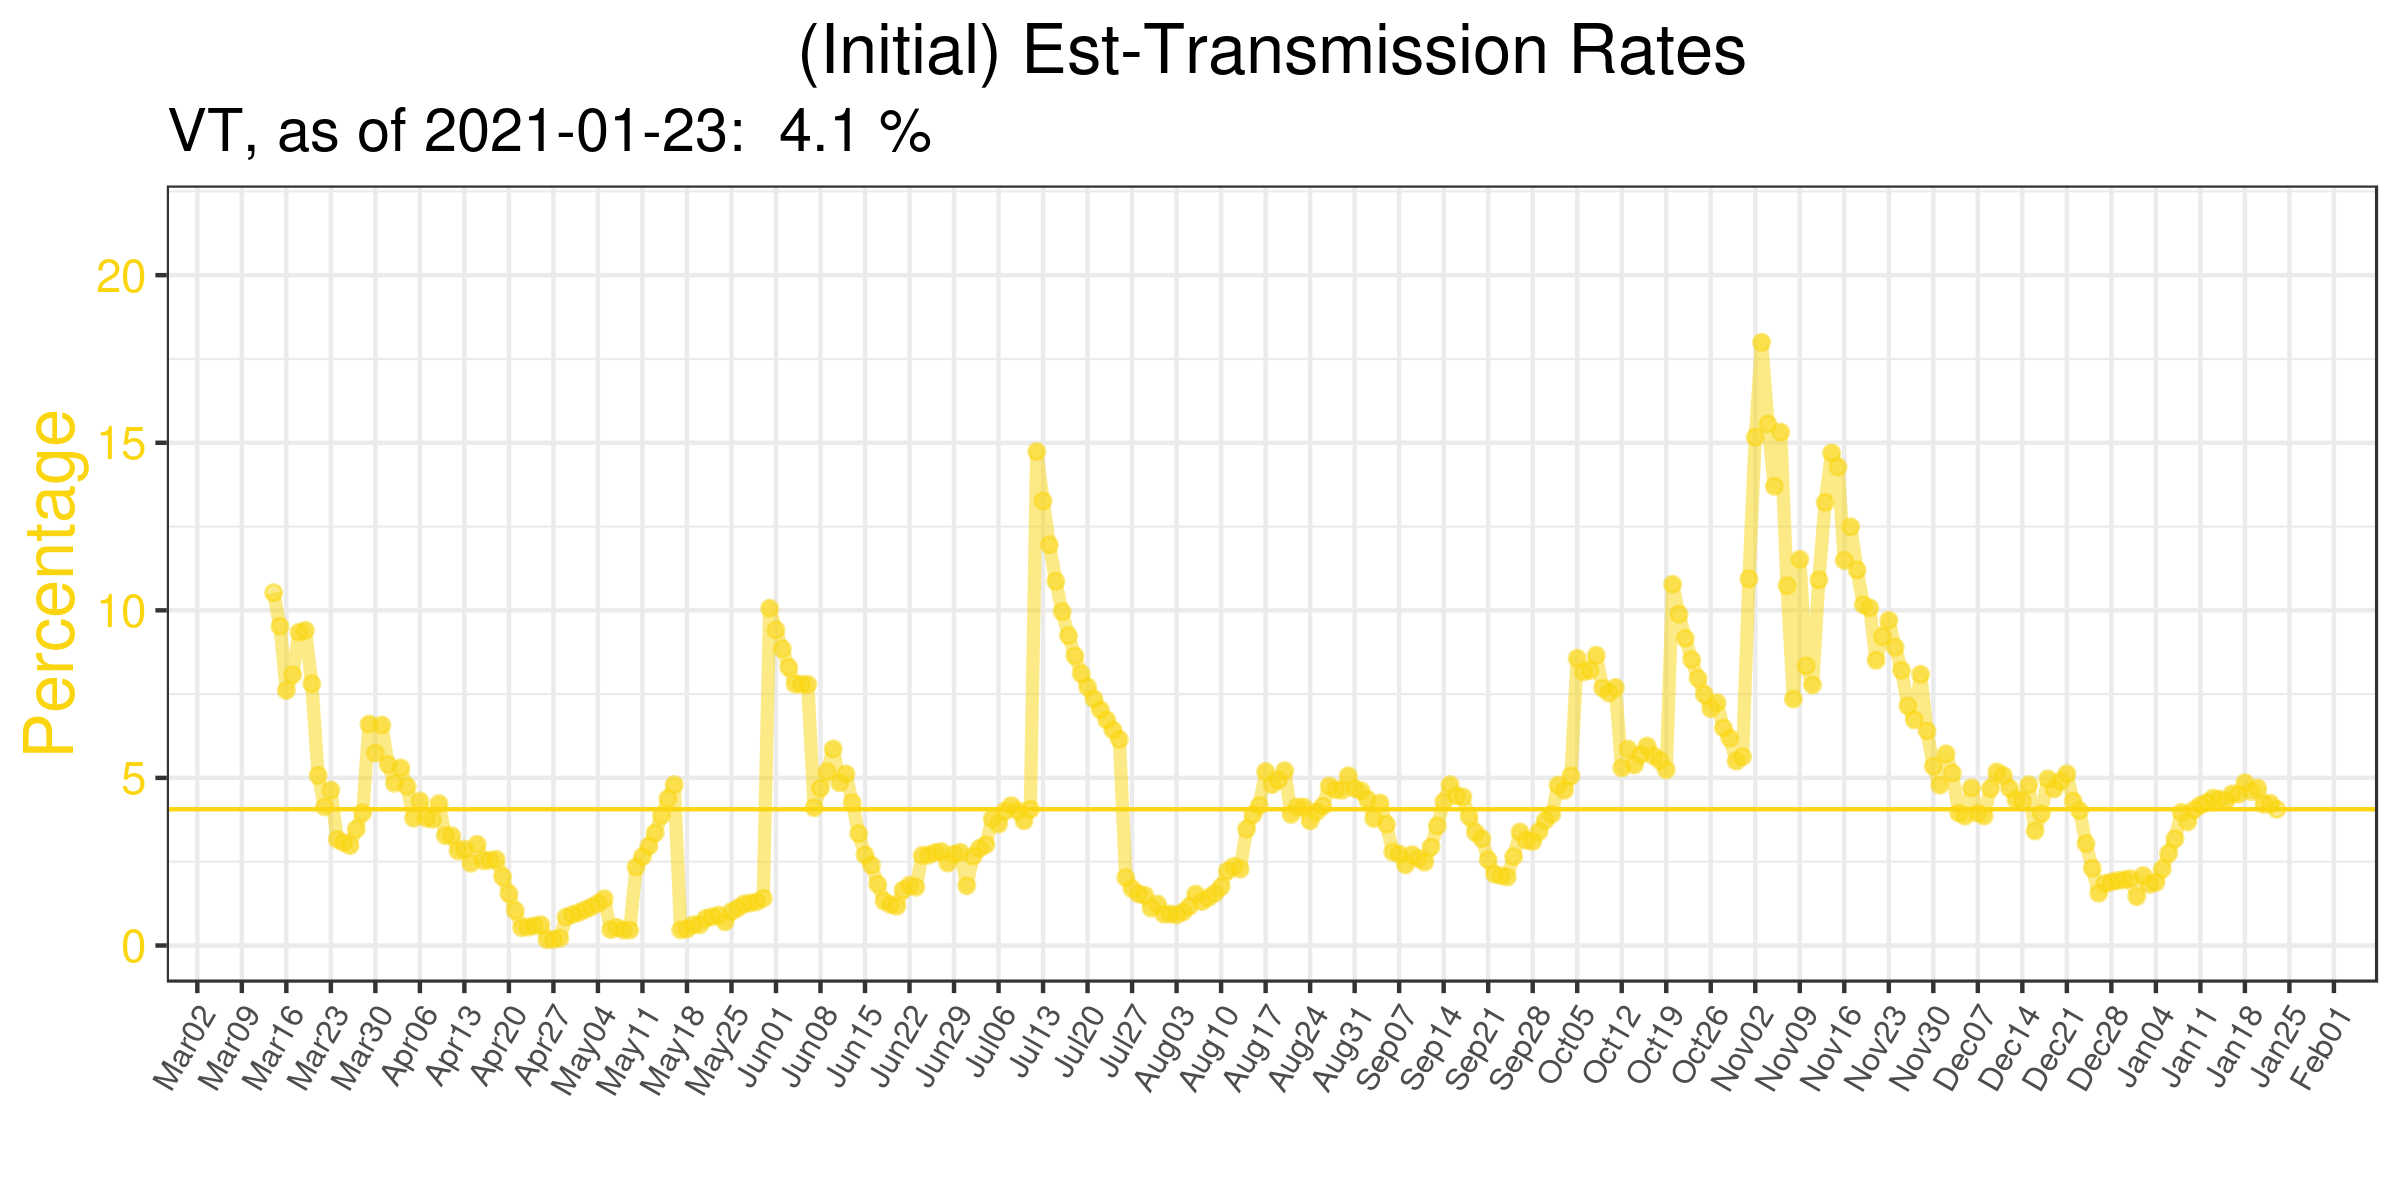 (Initial) Est-Transmission Rates
VT, as of 2021-01-23:  4.1 %
Percentage
20
15
10
5
0
Mar02 Mar09 Mar16 Mar23 Mar30 Apr06 Apr13 Apr20 Apr27 May04 May11 May18 May25 Jun01 Jun08 Jun15 Jun22 Jun29 Jul06 Jul13 Jul20 Jul27 Aug03 Aug10 Aug17 Aug24 Aug31 Sep07 Sep14 Sep21 Sep28 Oct05 Oct12 Oct19 Oct26 Nov02 Nov09 Nov16 Nov23 Nov30 Dec07 Dec14 Dec21 Dec28 Jan04 Jan11 Jan18 Jan25 Feb01